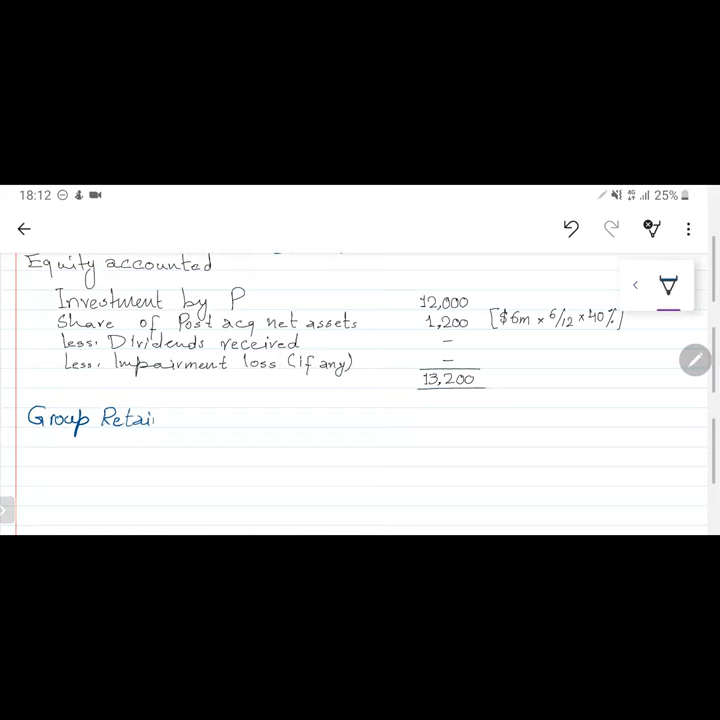 18:12 4G 25%
Equity accounted
Investment by P 12,000
Share of Post acq net assets 1,200 [$6m × 6/12 × 40%]
less. Dividends received –
Less. Impairment loss (if any) –
13,200
Group Retai